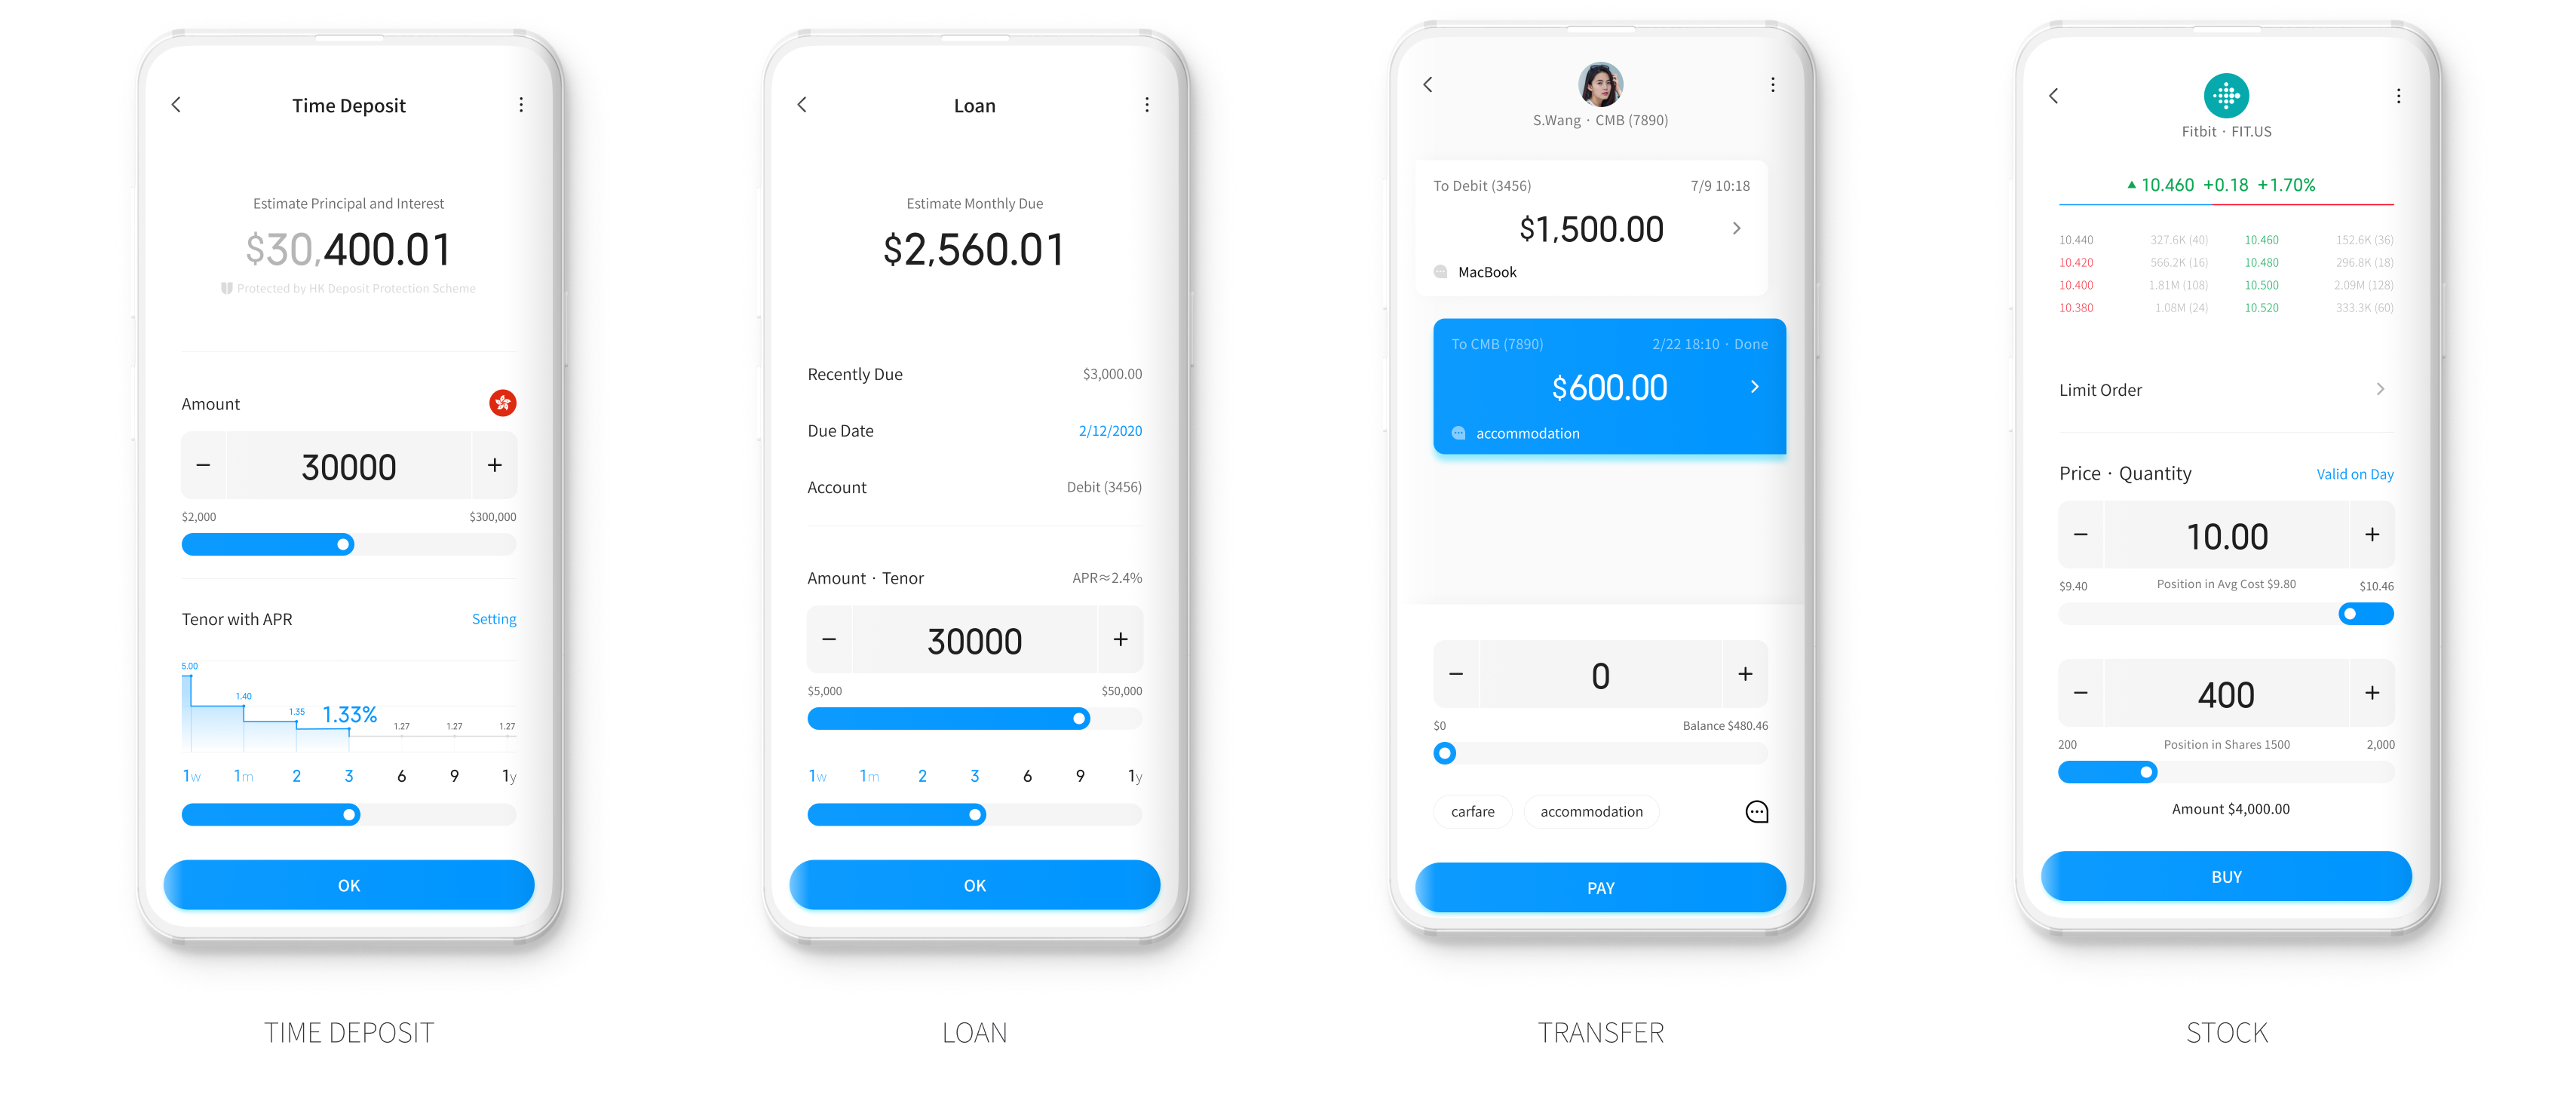 Time Deposit
Estimate Principal and Interest
$30,400.01
Protected by HK Deposit Protection Scheme
Amount
− 30000 +
$2,000 $300,000
Tenor with APR Setting
5.00
1.40
1.35 1.33% 1.27 1.27 1.27
1w 1m 2 3 6 9 1y
OK
TIME DEPOSIT
Loan
Estimate Monthly Due
$2,560.01
Recently Due $3,000.00
Due Date 2/12/2020
Account Debit (3456)
Amount · Tenor APR≈2.4%
− 30000 +
$5,000 $50,000
1w 1m 2 3 6 9 1y
OK
LOAN
S.Wang · CMB (7890)
To Debit (3456) 7/9 10:18
$1,500.00
MacBook
To CMB (7890) 2/22 18:10 · Done
$600.00
accommodation
− 0 +
$0 Balance $480.46
carfare accommodation
PAY
TRANSFER
Fitbit · FIT.US
10.460 +0.18 +1.70%
10.440 327.6K (40) 10.460 152.6K (36)
10.420 566.2K (16) 10.480 296.8K (18)
10.400 1.81M (108) 10.500 2.09M (128)
10.380 1.08M (24) 10.520 333.3K (60)
Limit Order
Price · Quantity Valid on Day
− 10.00 +
$9.40 Position in Avg Cost $9.80 $10.46
− 400 +
200 Position in Shares 1500 2,000
Amount $4,000.00
BUY
STOCK